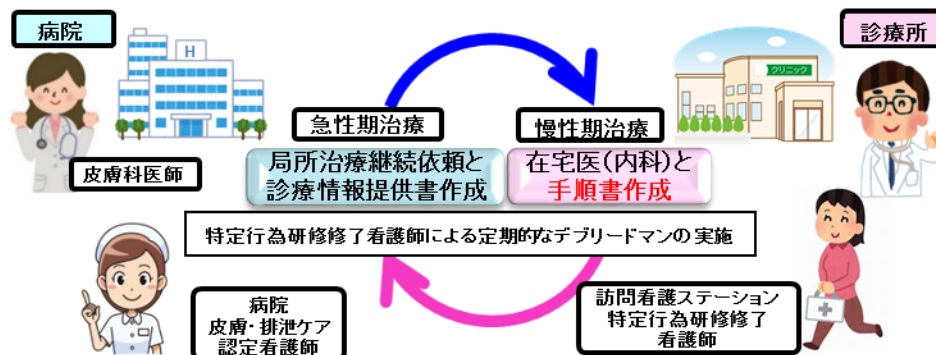 病院
診療所
H
クリニック
急性期治療
慢性期治療
皮膚科医師
局所治療継続依頼と
診療情報提供書作成
在宅医(内科)と
手順書作成
特定行為研修修了看護師による定期的なデブリードマンの実施
病院
皮膚・排泄ケア
認定看護師
訪問看護ステーション
特定行為研修修了
看護師